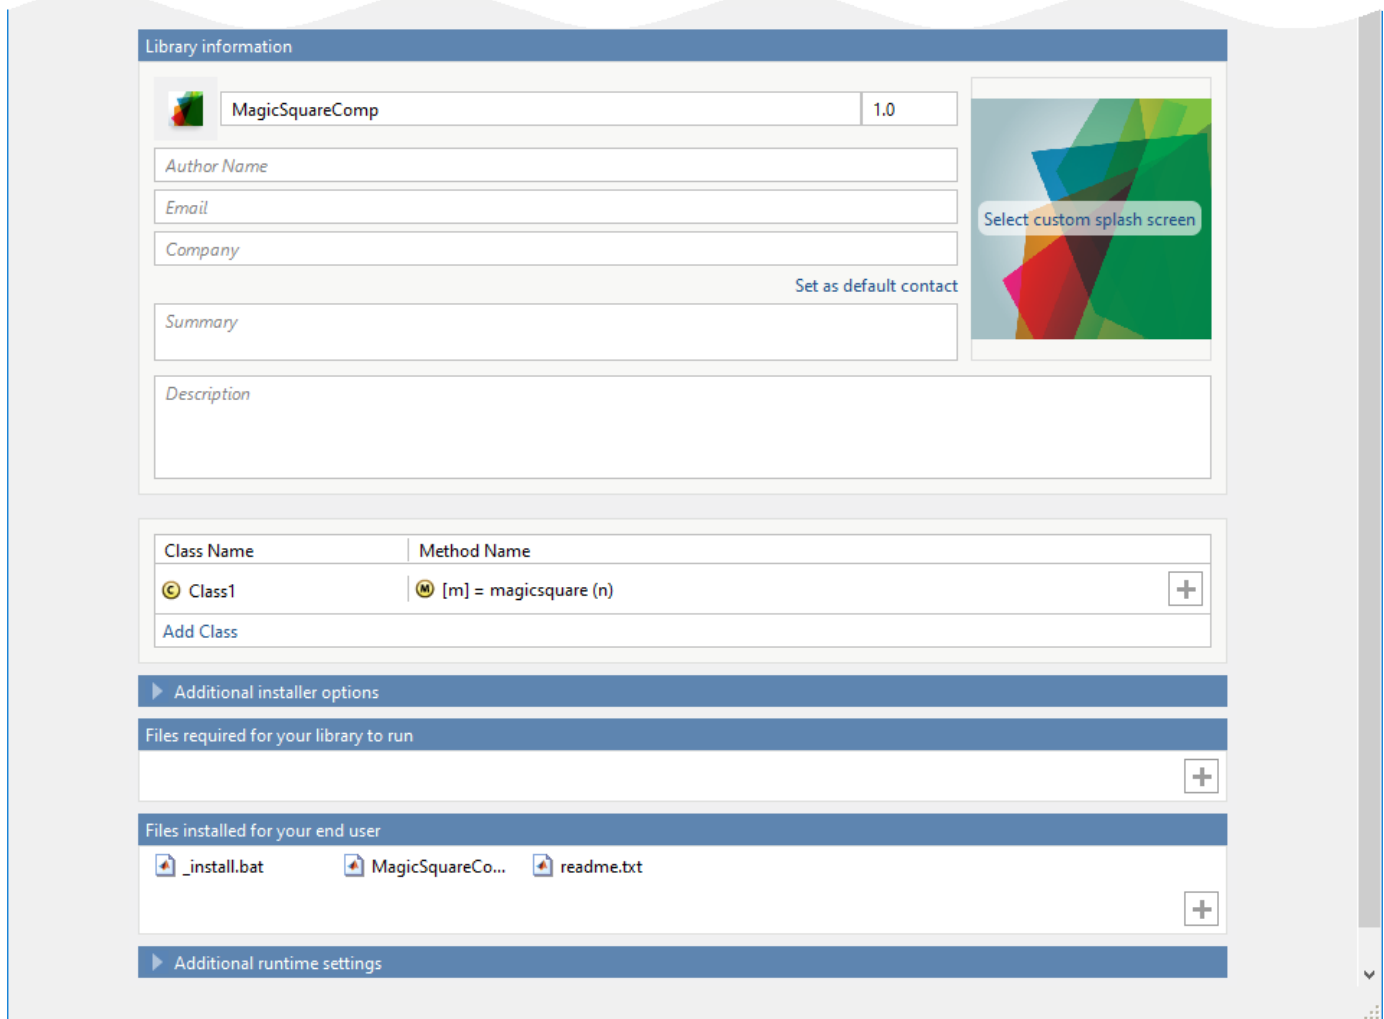 Library information
MagicSquareComp
1.0
Author Name
Email
Company
Select custom splash screen
Set as default contact
Summary
Description
Class Name
Method Name
C Class1
M [m] = magicsquare (n)
Add Class
Additional installer options
Files required for your library to run
Files installed for your end user
_install.bat
MagicSquareCo...
readme.txt
Additional runtime settings